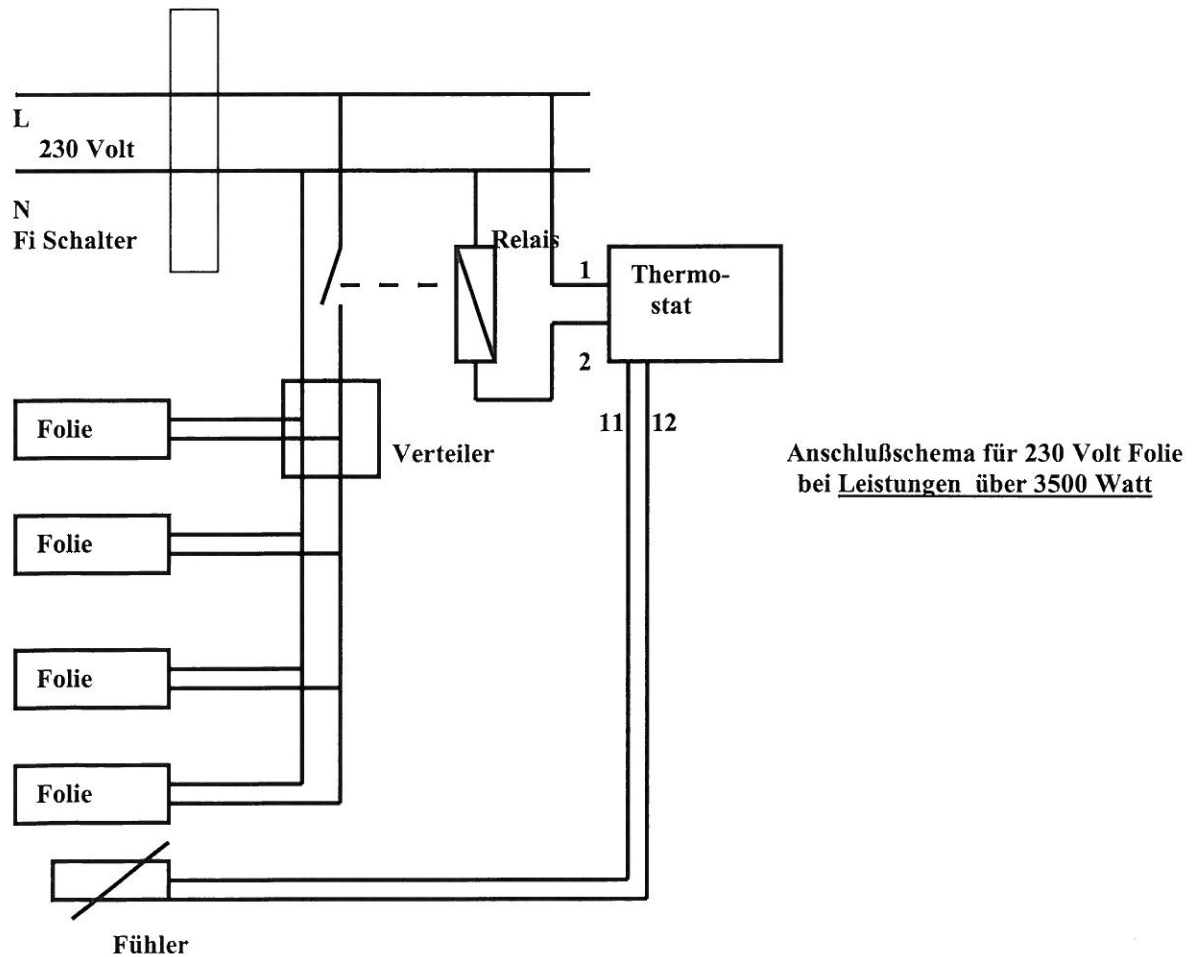 L
230 Volt
N
Fi Schalter
Relais
1
Thermo-
stat
2
11 12
Folie
Verteiler
Anschlußschema für 230 Volt Folie
bei Leistungen über 3500 Watt
Folie
Folie
Folie
Fühler